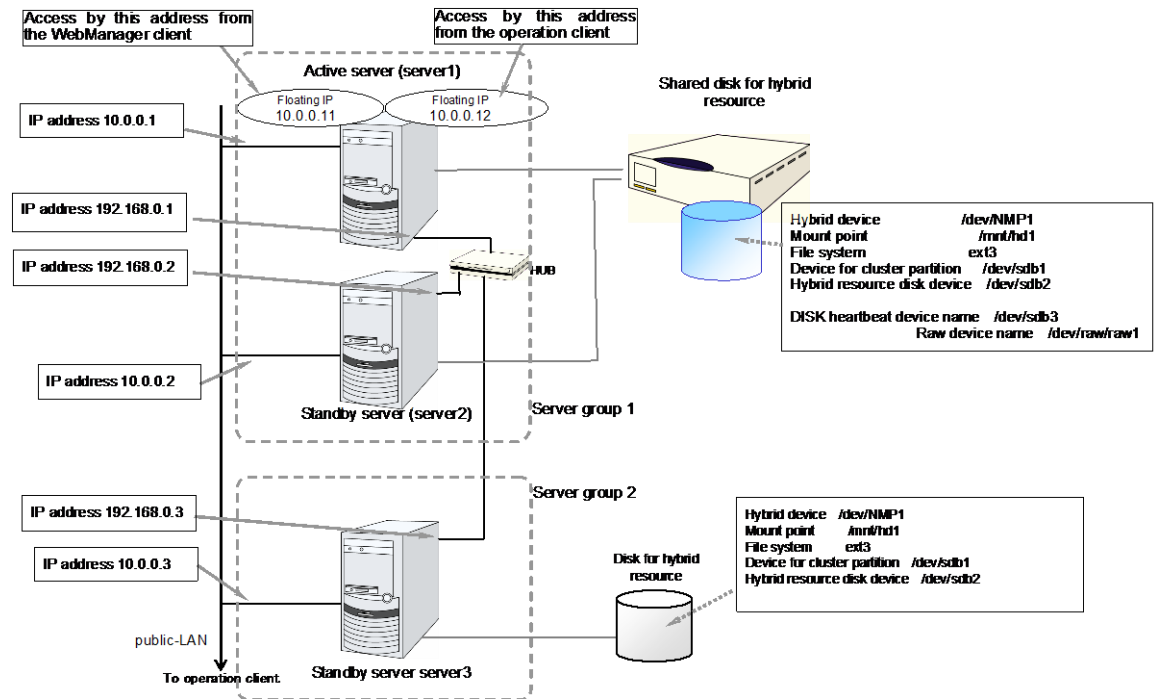 Access by this address from
the WebManager client
Access by this address
from the operation client
Active server (server1)
Floating IP
10.0.0.11
Floating IP
10.0.0.12
Shared disk for hybrid
resource
IP address 10.0.0.1
IP address 192.168.0.1
IP address 192.168.0.2
HUB
Hybrid device /dev/NMP1
Mount point /mnt/hd1
File system ext3
Device for cluster partition /dev/sdb1
Hybrid resource disk device /dev/sdb2
DISK heartbeat device name /dev/sdb3
Raw device name /dev/raw/raw1
IP address 10.0.0.2
Standby server (server2)
Server group 1
Server group 2
IP address 192.168.0.3
IP address 10.0.0.3
Hybrid device /dev/NMP1
Mount point /mnt/hd1
File system ext3
Device for cluster partition /dev/sdb1
Hybrid resource disk device /dev/sdb2
Disk for hybrid
resource
public-LAN
Standby server server3
To operation client.